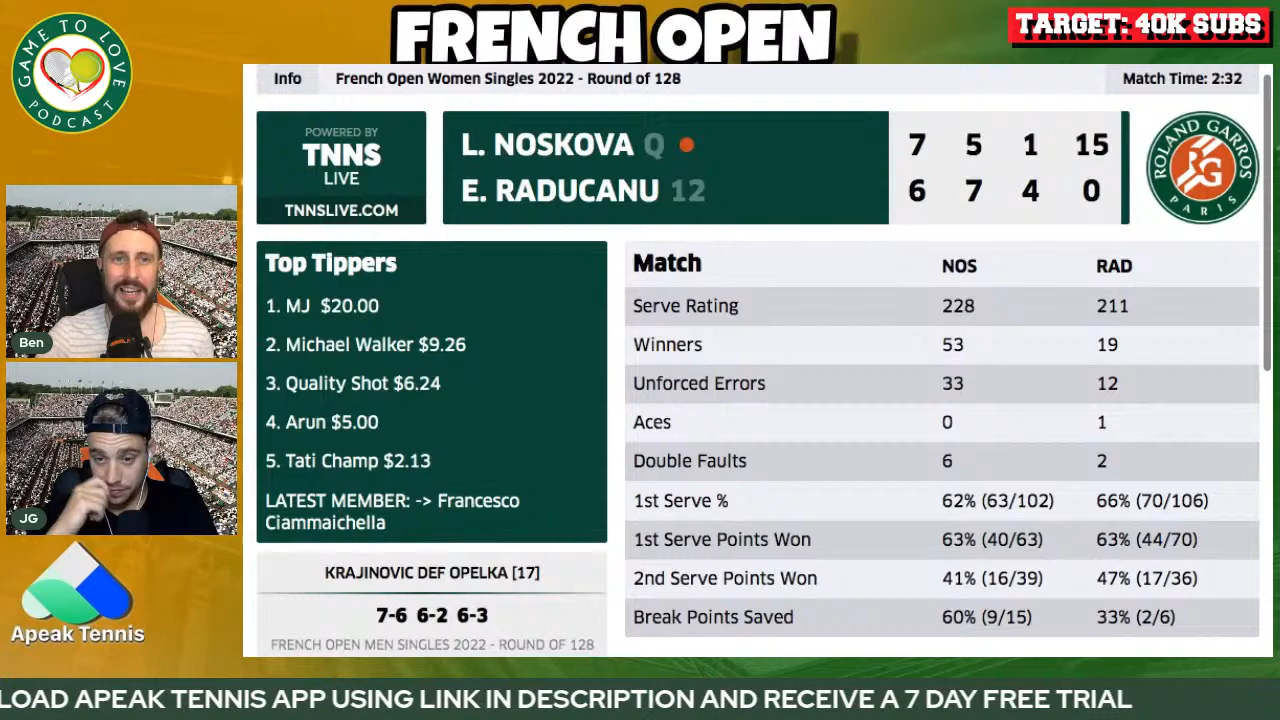 GAME TO LOVE
PODCAST
FRENCH OPEN
TARGET: 40K SUBS
Info French Open Women Singles 2022 - Round of 128 Match Time: 2:32
POWERED BY
TNNS
LIVE
TNNSLIVE.COM
L. NOSKOVA Q 7 5 1 15
E. RADUCANU 12 6 7 4 0
ROLAND GARROS
PARIS
Ben
JG
Apeak Tennis
Top Tippers
1. MJ $20.00
2. Michael Walker $9.26
3. Quality Shot $6.24
4. Arun $5.00
5. Tati Champ $2.13
LATEST MEMBER: -> Francesco
Ciammaichella
KRAJINOVIC DEF OPELKA [17]
7-6 6-2 6-3
FRENCH OPEN MEN SINGLES 2022 - ROUND OF 128
Match NOS RAD
Serve Rating 228 211
Winners 53 19
Unforced Errors 33 12
Aces 0 1
Double Faults 6 2
1st Serve % 62% (63/102) 66% (70/106)
1st Serve Points Won 63% (40/63) 63% (44/70)
2nd Serve Points Won 41% (16/39) 47% (17/36)
Break Points Saved 60% (9/15) 33% (2/6)
LOAD APEAK TENNIS APP USING LINK IN DESCRIPTION AND RECEIVE A 7 DAY FREE TRIAL